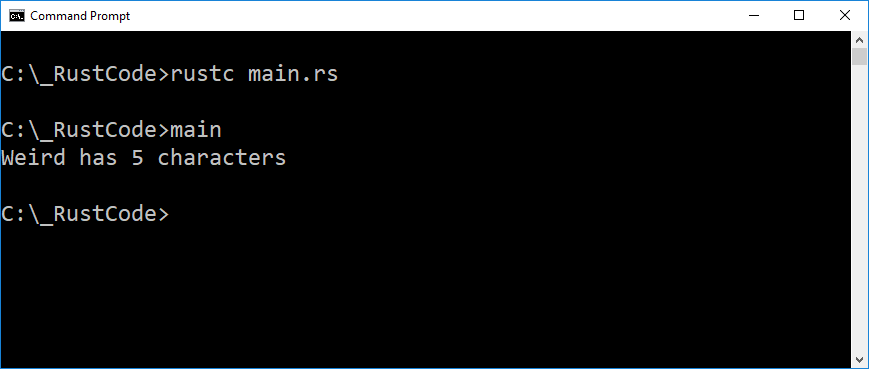 Command Prompt
C:\_RustCode>rustc main.rs
C:\_RustCode>main
Weird has 5 characters
C:\_RustCode>